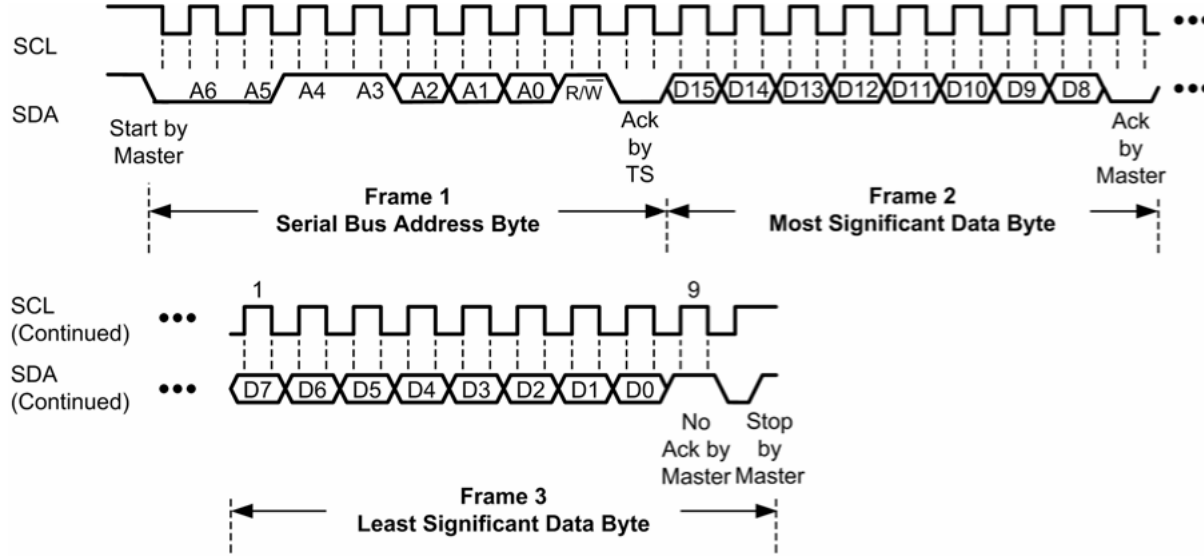 SCL
SDA
A6 A5 A4 A3 A2 A1 A0 R/W̅ D15 D14 D13 D12 D11 D10 D9 D8
Start by
Master
Ack
by
TS
Ack
by
Master
Frame 1
Serial Bus Address Byte
Frame 2
Most Significant Data Byte
1 9
SCL
(Continued)
SDA
(Continued)
D7 D6 D5 D4 D3 D2 D1 D0
No
Ack by
Master
Stop
by
Master
Frame 3
Least Significant Data Byte